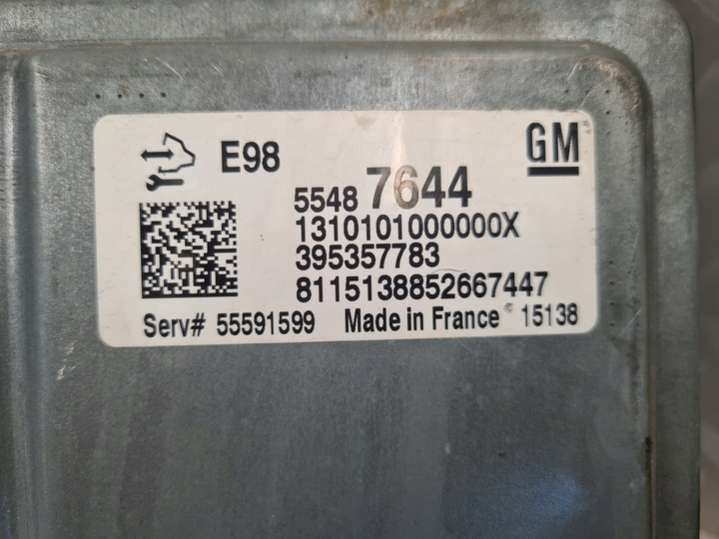 E98
GM
5548 7644
1310101000000X
395357783
8115138852667447
Serv# 55591599 Made in France 15138